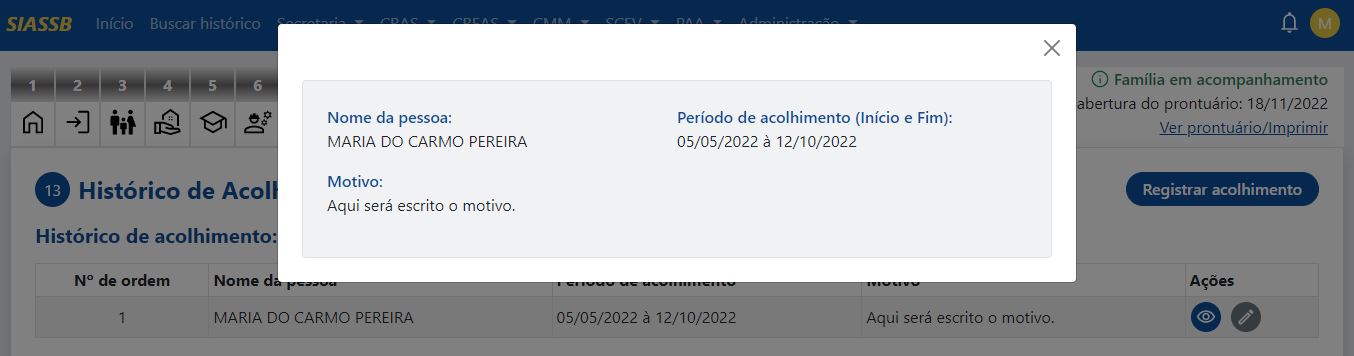 SIASSB Início Buscar histórico Secretaria CRAS CREAS CMM SCFV PAA Administração M
1 2 3 4 5 6
Família em acompanhamento
abertura do prontuário: 18/11/2022
Ver prontuário/Imprimir
Nome da pessoa:
MARIA DO CARMO PEREIRA
Período de acolhimento (Início e Fim):
05/05/2022 à 12/10/2022
Motivo:
Aqui será escrito o motivo.
13 Histórico de
Registrar acolhimento
Histórico de acolhimento:
Nº de ordem Nome da pessoa Período de acolhimento Motivo Ações
1 MARIA DO CARMO PEREIRA 05/05/2022 à 12/10/2022 Aqui será escrito o motivo.